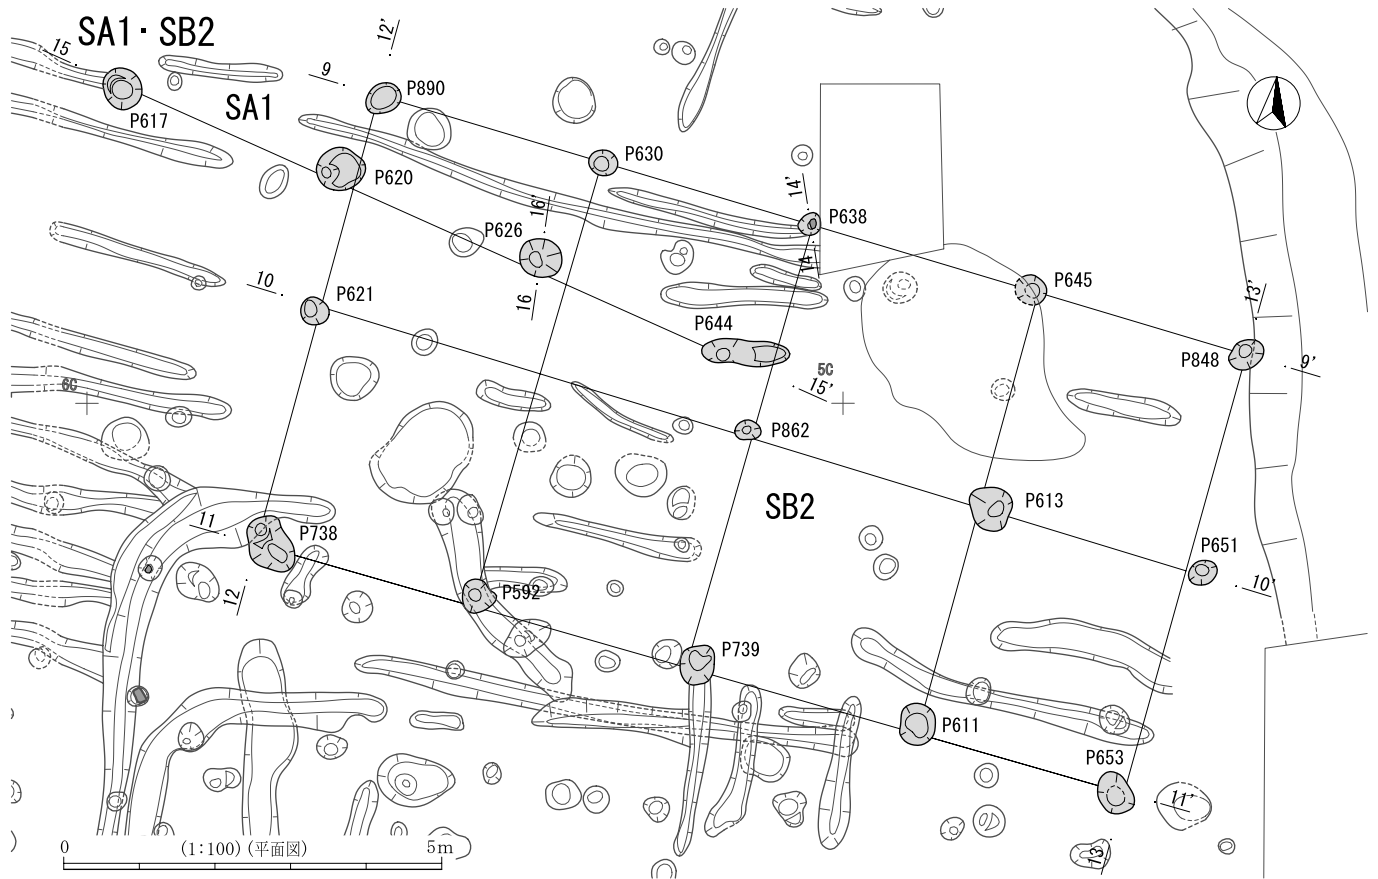 SA1・SB2
15
12'
9
P890
P617
SA1
P630
P620
14'
P638
16
P626
14
10
P621
P645
13'
16
P644
P848
9'
5C
15'
6C
P862
SB2
P613
11
P738
P651
10'
12
P592
P739
P611
P653
11'
13
0 (1:100)(平面図) 5m